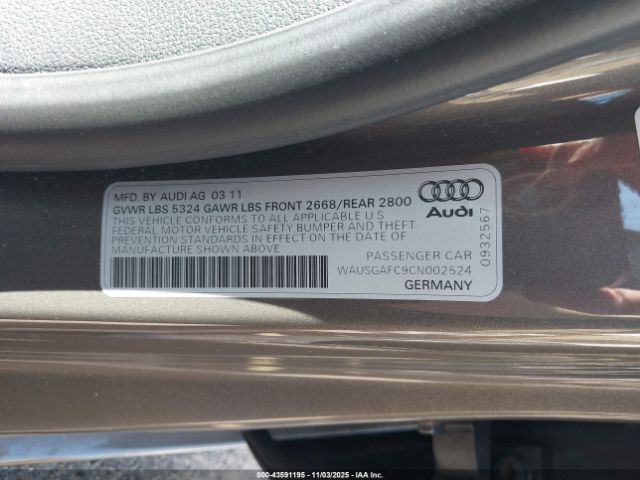 MFD. BY AUDI AG 03 11
GVWR LBS 5324 GAWR LBS FRONT 2668/REAR 2800
THIS VEHICLE CONFORMS TO ALL APPLICABLE U S
FEDERAL MOTOR VEHICLE SAFETY BUMPER AND THEFT
PREVENTION STANDARDS IN EFFECT ON THE DATE OF
MANUFACTURE SHOWN ABOVE
Audi
0932567
PASSENGER CAR
WAUSGAFC9CN002524
GERMANY
000-43591195 - 11/03/2025 - IAAI.COM